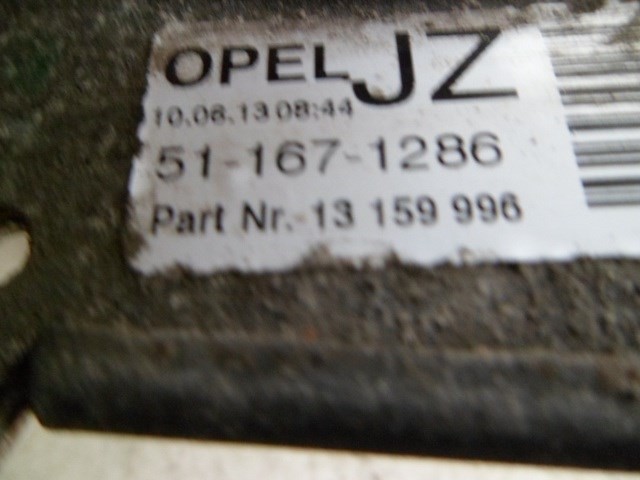 OPEL JZ
10.06.13 08:44
51-167-1286
Part Nr. 13 159 996